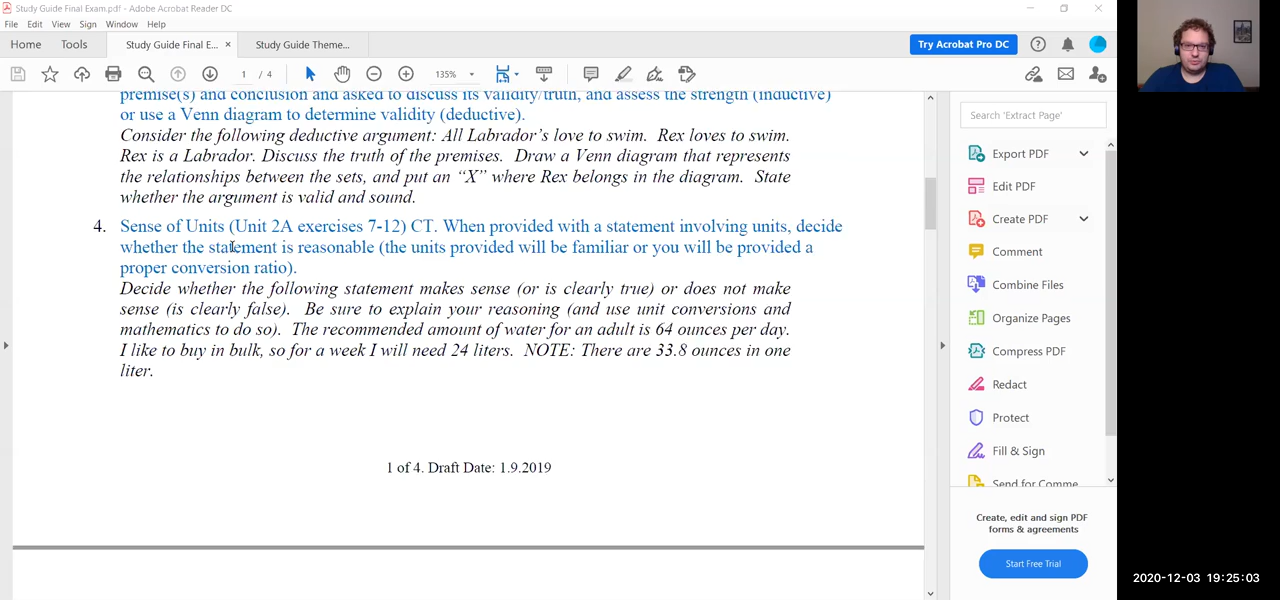 Study Guide Final Exam.pdf - Adobe Acrobat Reader DC
File Edit View Sign Window Help
Home Tools Study Guide Final E... × Study Guide Theme... Try Acrobat Pro DC
1 / 4 135%
Search 'Extract Page'
premise(s) and conclusion and asked to discuss its validity/truth, and assess the strength (inductive)
or use a Venn diagram to determine validity (deductive).
Consider the following deductive argument: All Labrador's love to swim. Rex loves to swim.
Rex is a Labrador. Discuss the truth of the premises. Draw a Venn diagram that represents
the relationships between the sets, and put an “X” where Rex belongs in the diagram. State
whether the argument is valid and sound.
4. Sense of Units (Unit 2A exercises 7-12) CT. When provided with a statement involving units, decide
whether the statement is reasonable (the units provided will be familiar or you will be provided a
proper conversion ratio).
Decide whether the following statement makes sense (or is clearly true) or does not make
sense (is clearly false). Be sure to explain your reasoning (and use unit conversions and
mathematics to do so). The recommended amount of water for an adult is 64 ounces per day.
I like to buy in bulk, so for a week I will need 24 liters. NOTE: There are 33.8 ounces in one
liter.
1 of 4. Draft Date: 1.9.2019
Export PDF
Edit PDF
Create PDF
Comment
Combine Files
Organize Pages
Compress PDF
Redact
Protect
Fill & Sign
Send for Comme
Create, edit and sign PDF
forms & agreements
Start Free Trial
2020-12-03 19:25:03